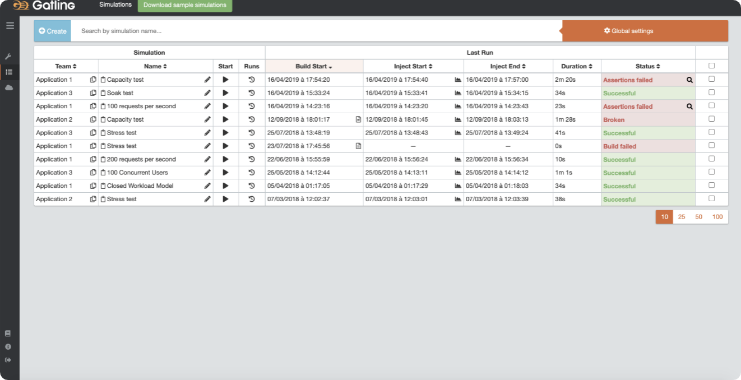 Gatling Simulations Download sample simulations
Create Search by simulation name... Global settings
Simulation Last Run
Team Name Start Runs Build Start Inject Start Inject End Duration Status
Application 1 Capacity test 16/04/2019 à 17:54:20 16/04/2019 à 17:54:40 16/04/2019 à 17:57:00 2m 20s Assertions failed
Application 3 Soak test 16/04/2019 à 15:33:24 16/04/2019 à 15:33:41 16/04/2019 à 15:34:15 34s Successful
Application 1 100 requests per second 16/04/2019 à 14:23:16 16/04/2019 à 14:23:20 16/04/2019 à 14:23:43 23s Assertions failed
Application 2 Capacity test 12/09/2018 à 18:01:17 12/09/2018 à 18:01:45 12/09/2018 à 18:03:13 1m 28s Broken
Application 3 Stress test 25/07/2018 à 13:48:19 25/07/2018 à 13:48:43 25/07/2018 à 13:49:24 41s Successful
Application 1 Stress test 23/07/2018 à 17:45:56 — — 0s Build failed
Application 1 200 requests per second 22/06/2018 à 15:55:59 22/06/2018 à 15:56:24 22/06/2018 à 15:56:34 10s Successful
Application 3 100 Concurrent Users 25/05/2018 à 14:12:44 25/05/2018 à 14:13:11 25/05/2018 à 14:14:12 1m 1s Successful
Application 1 Closed Workload Model 05/04/2018 à 01:17:05 05/04/2018 à 01:17:29 05/04/2018 à 01:18:03 34s Successful
Application 2 Stress test 07/03/2018 à 12:02:37 07/03/2018 à 12:03:01 07/03/2018 à 12:03:39 38s Successful
10 25 50 100